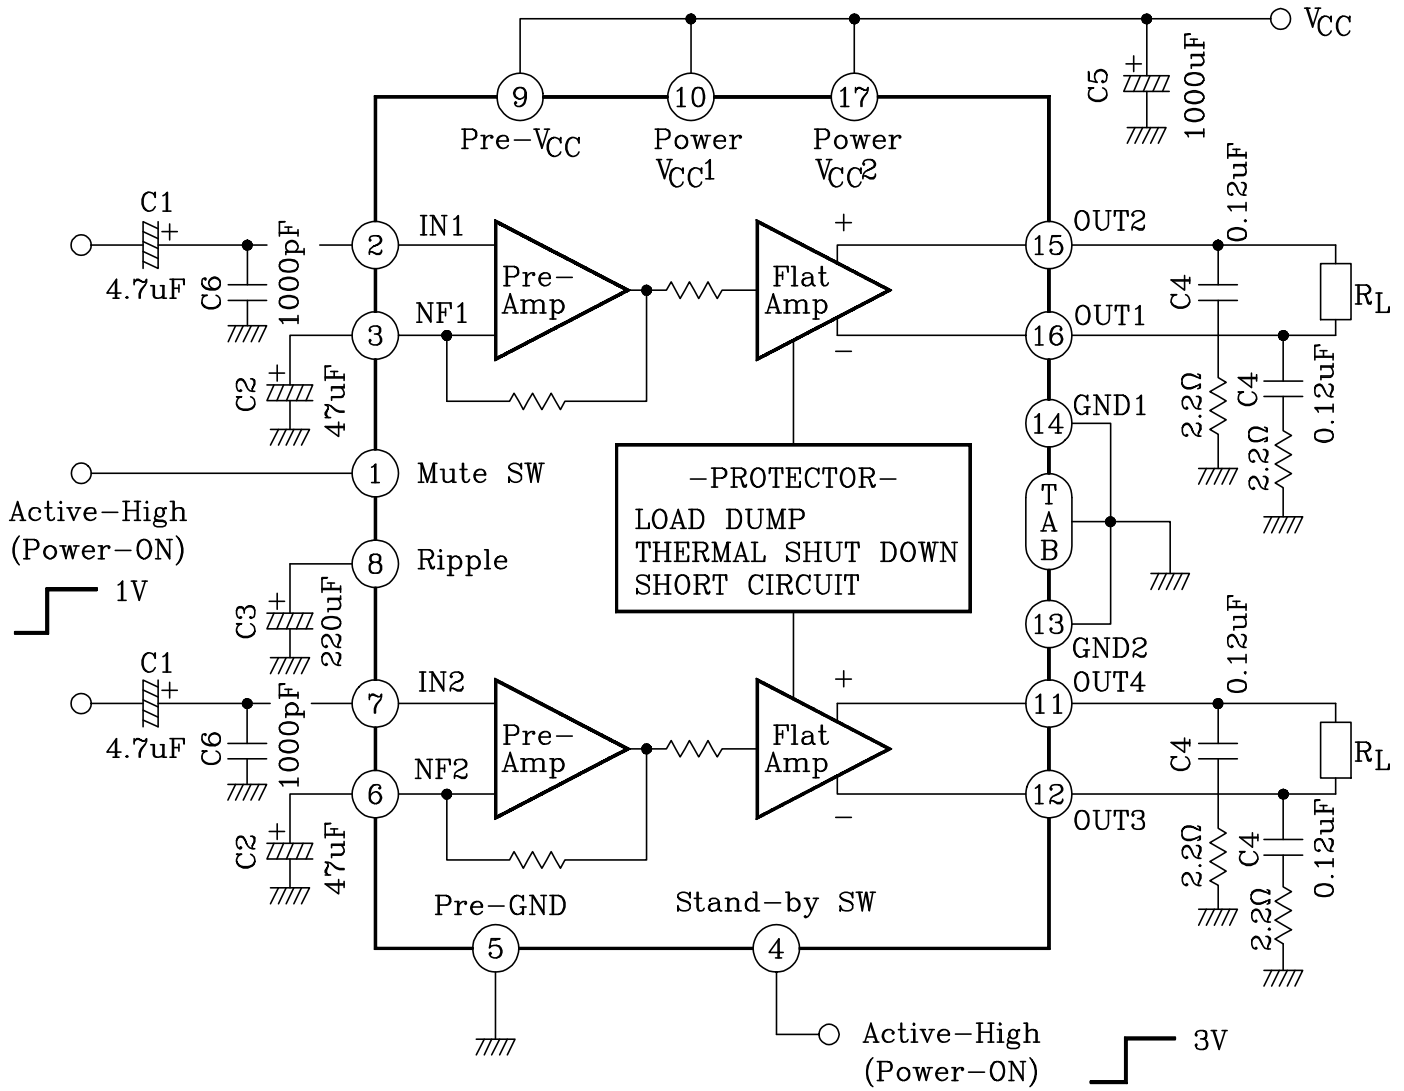 VCC
C5
+
1000uF
9
10
17
Pre-VCC
Power
VCC1
Power
VCC2
C1
+
4.7uF
C6
1000pF
2
IN1
Pre-
Amp
Flat
Amp
+
-
15
OUT2
0.12uF
C4
2.2Ω
RL
3
NF1
C2
+
47uF
16
OUT1
C4
0.12uF
2.2Ω
14
GND1
1
Mute SW
Active-High
(Power-ON)
1V
-PROTECTOR-
LOAD DUMP
THERMAL SHUT DOWN
SHORT CIRCUIT
T
A
B
8
Ripple
C3
+
220uF
13
GND2
C1
+
4.7uF
C6
1000pF
7
IN2
Pre-
Amp
Flat
Amp
+
-
11
OUT4
0.12uF
C4
2.2Ω
RL
6
NF2
C2
+
47uF
12
OUT3
C4
0.12uF
2.2Ω
Pre-GND
5
Stand-by SW
4
Active-High
(Power-ON)
3V